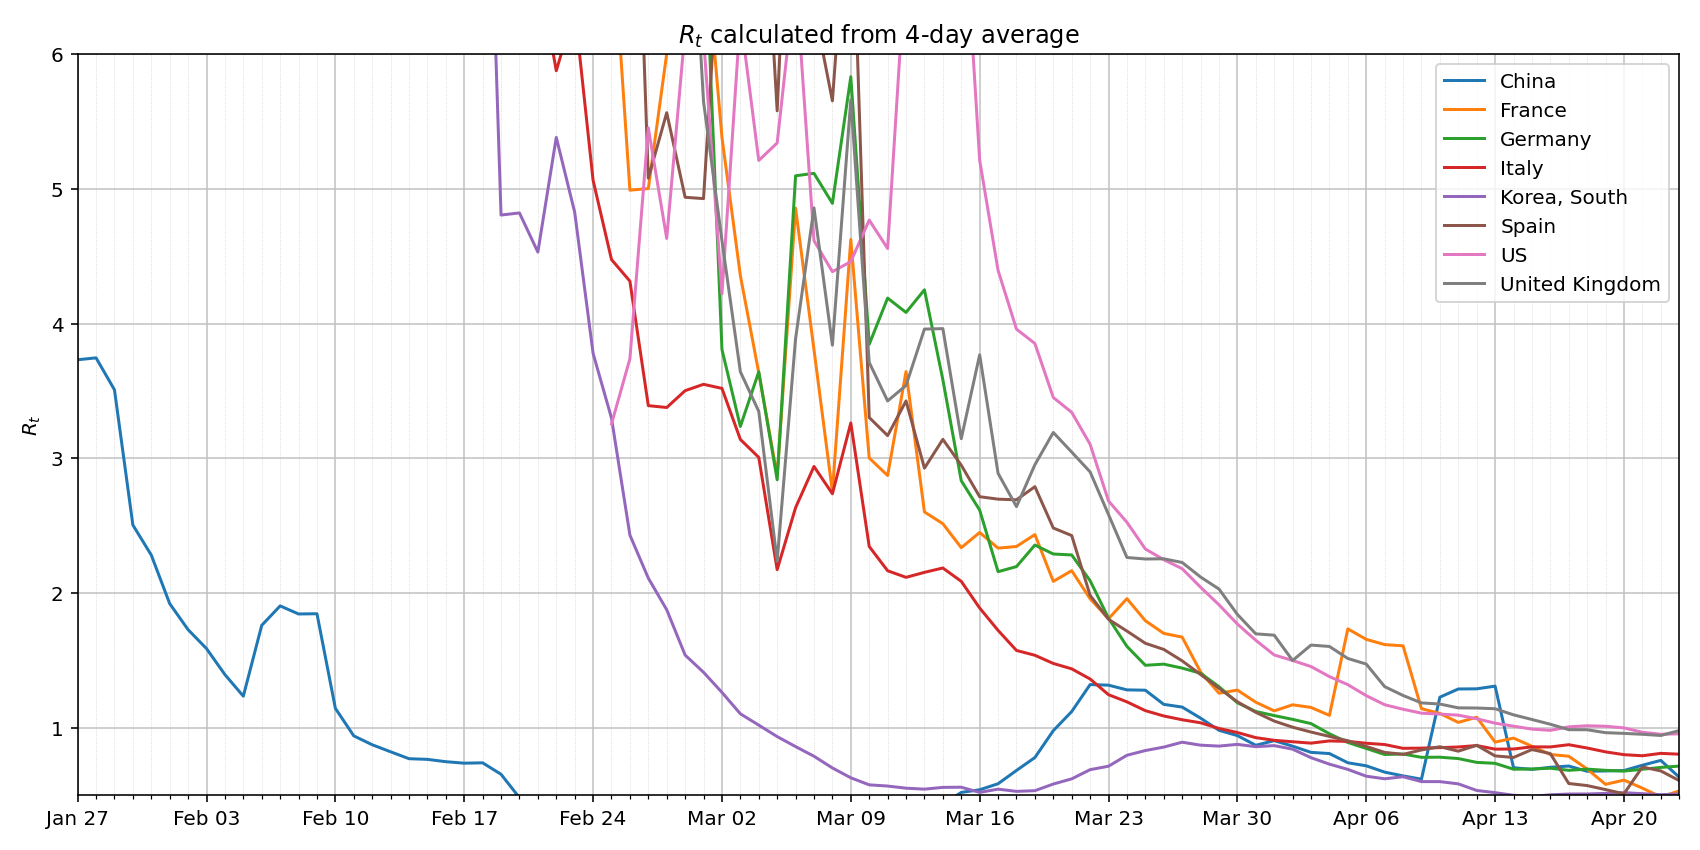 R_t calculated from 4-day average
6
5
4
3
2
1
R_t
Jan 27 Feb 03 Feb 10 Feb 17 Feb 24 Mar 02 Mar 09 Mar 16 Mar 23 Mar 30 Apr 06 Apr 13 Apr 20
China
France
Germany
Italy
Korea, South
Spain
US
United Kingdom